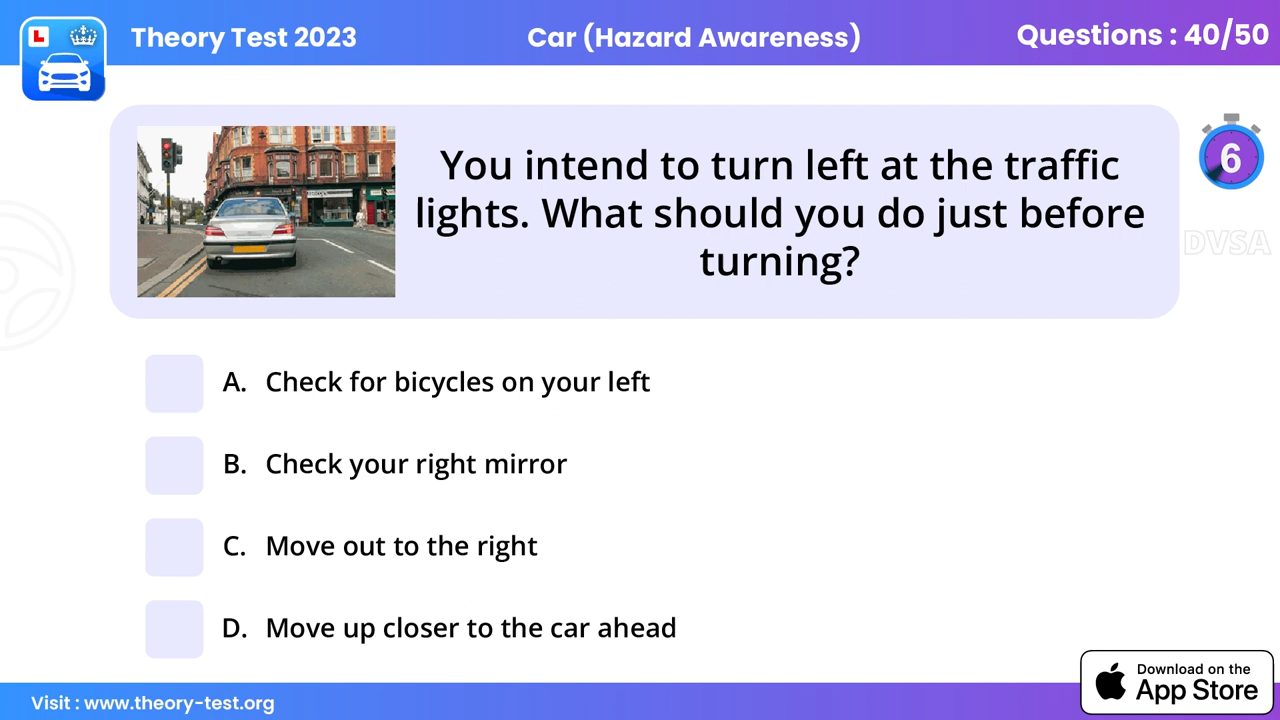 L
Theory Test 2023
Car (Hazard Awareness)
Questions : 40/50
6
DVSA
You intend to turn left at the traffic
lights. What should you do just before
turning?
A. Check for bicycles on your left
B. Check your right mirror
C. Move out to the right
D. Move up closer to the car ahead
Visit : www.theory-test.org
Download on the
App Store